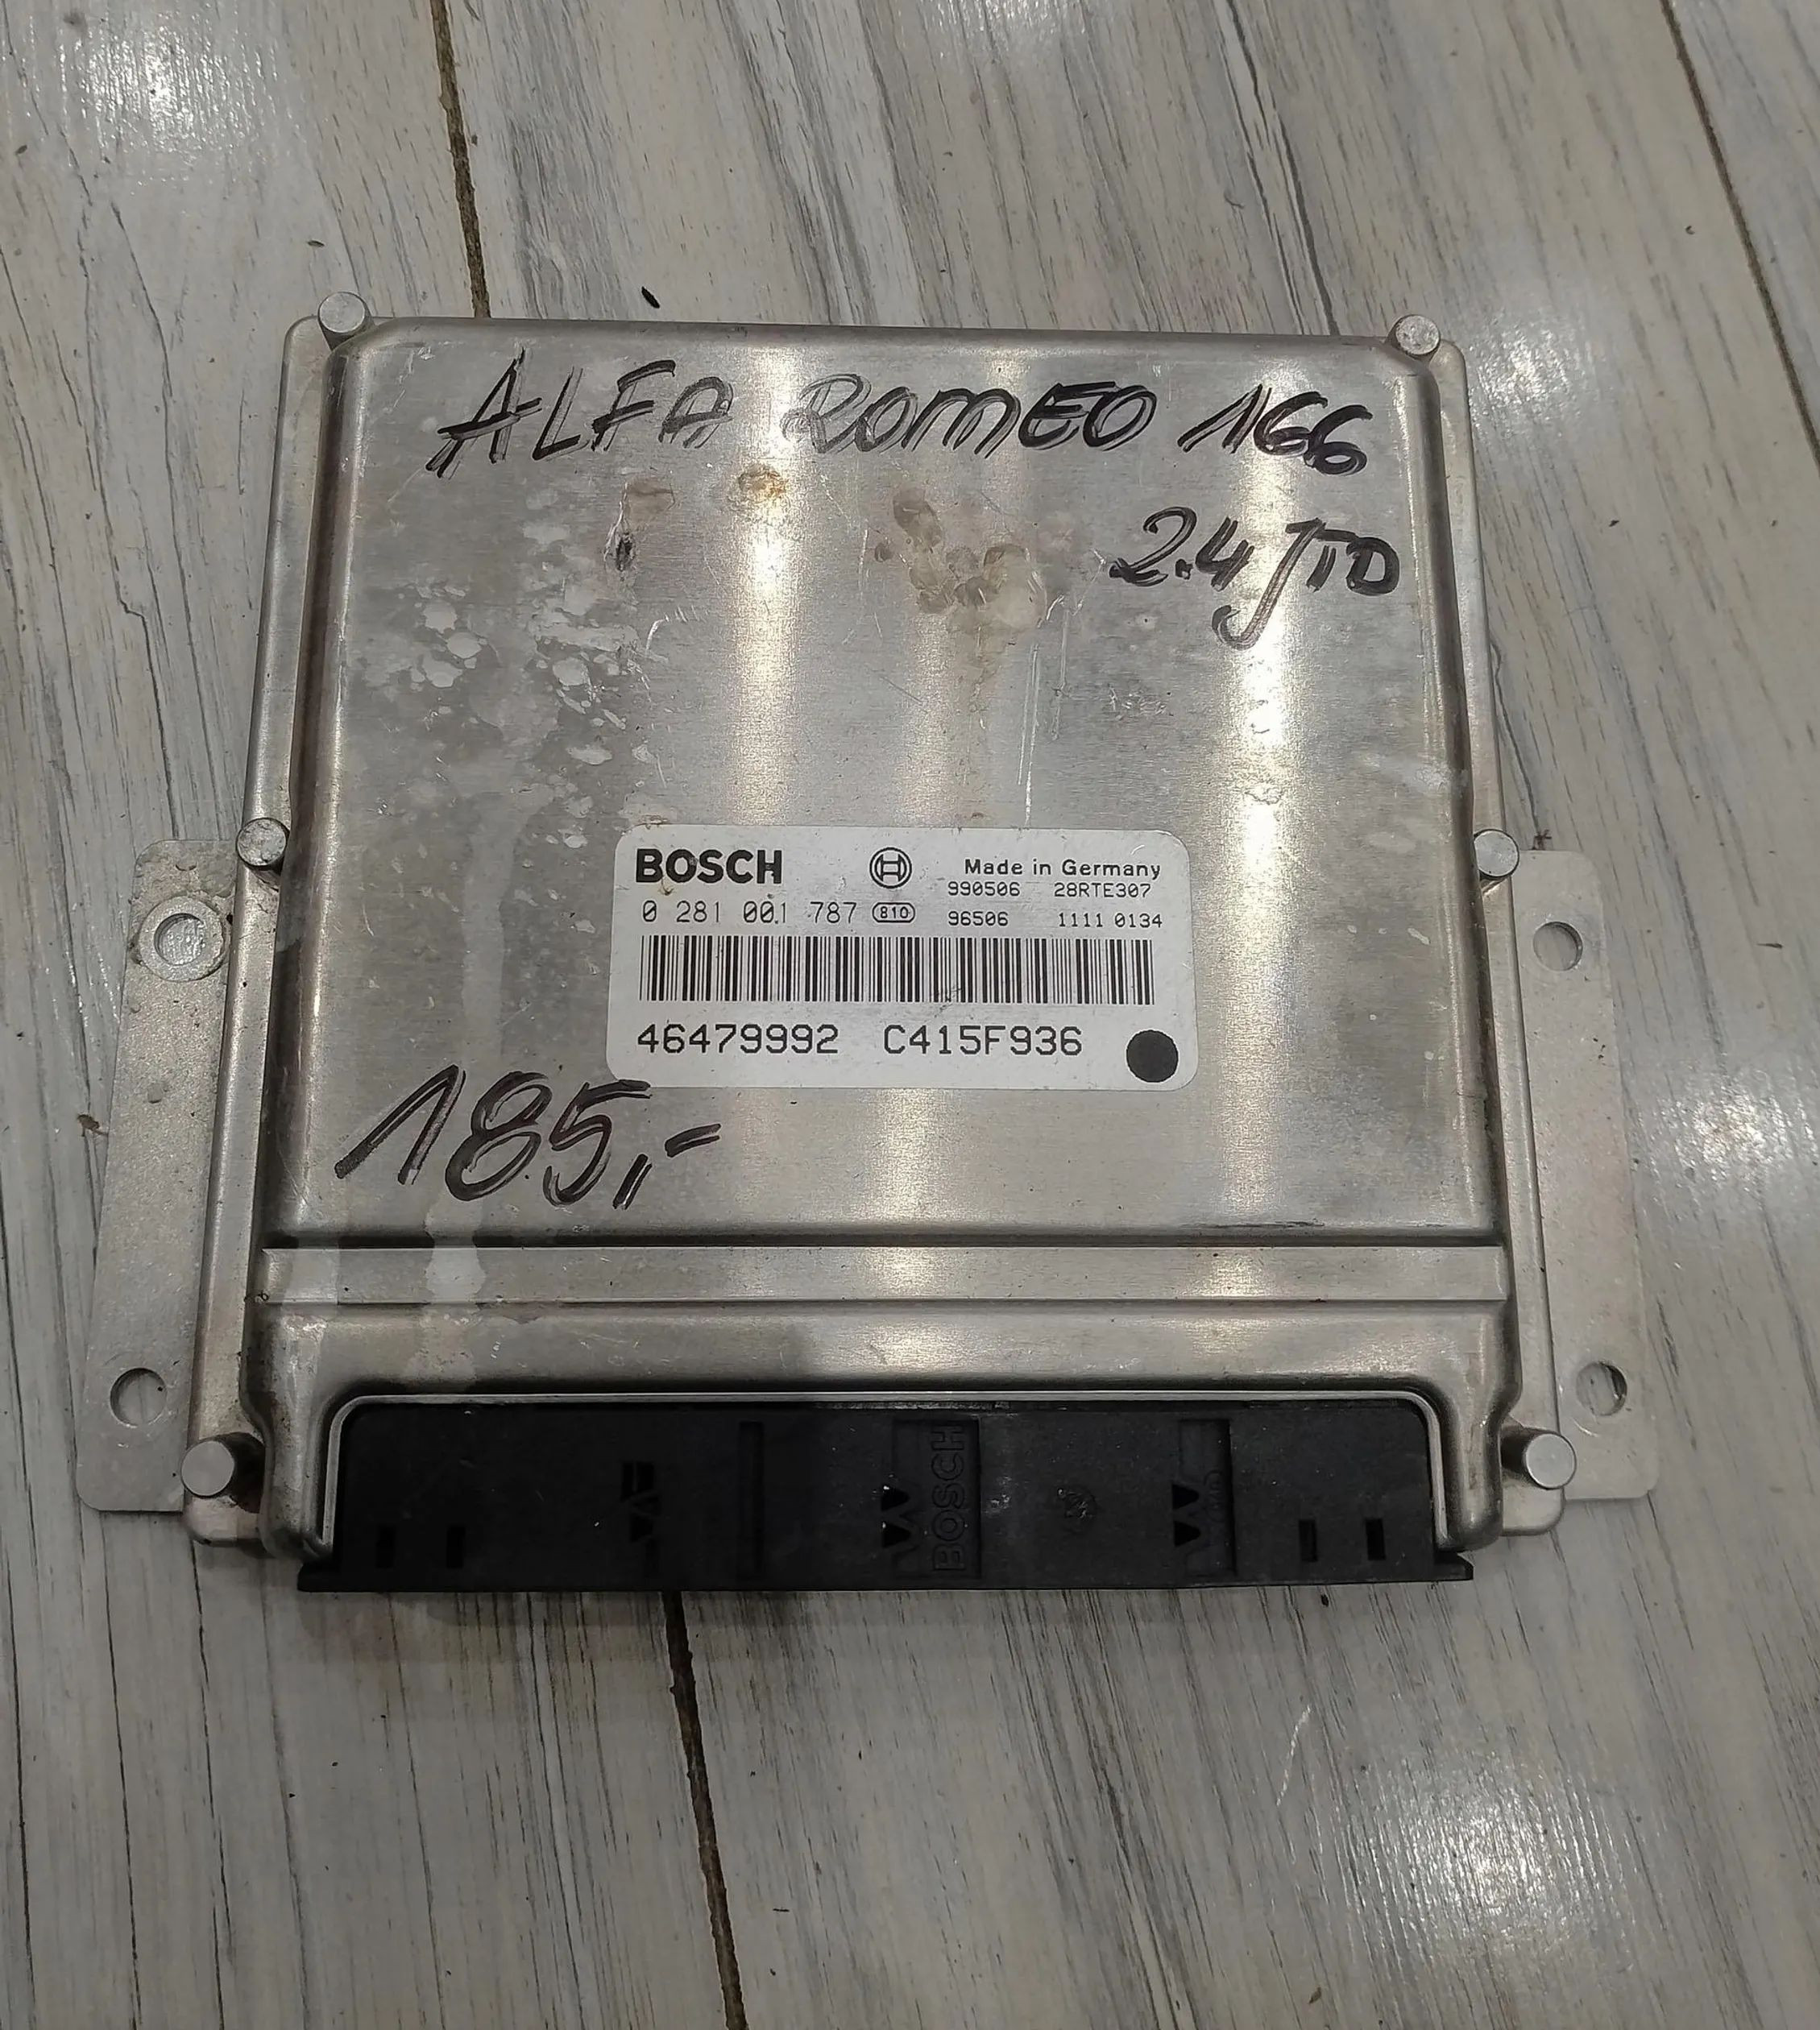 ALFA ROMEO 166
2.4 JTD
BOSCH Made in Germany
990506 28RTE307
0 281 001 787 810 96506 1111 0134
46479992 C415F936
185,-
BOSCH